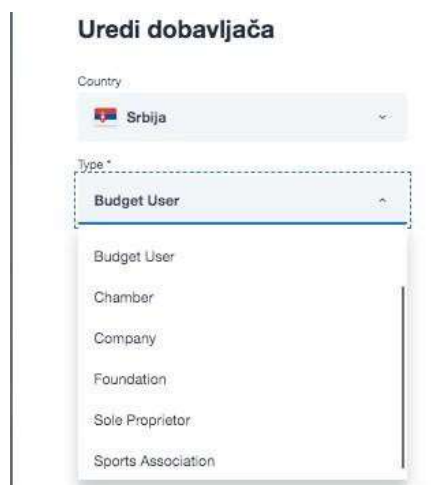 Uredi dobavljača
Country
Srbija
Type *
Budget User
Budget User
Chamber
Company
Foundation
Sole Proprietor
Sports Association